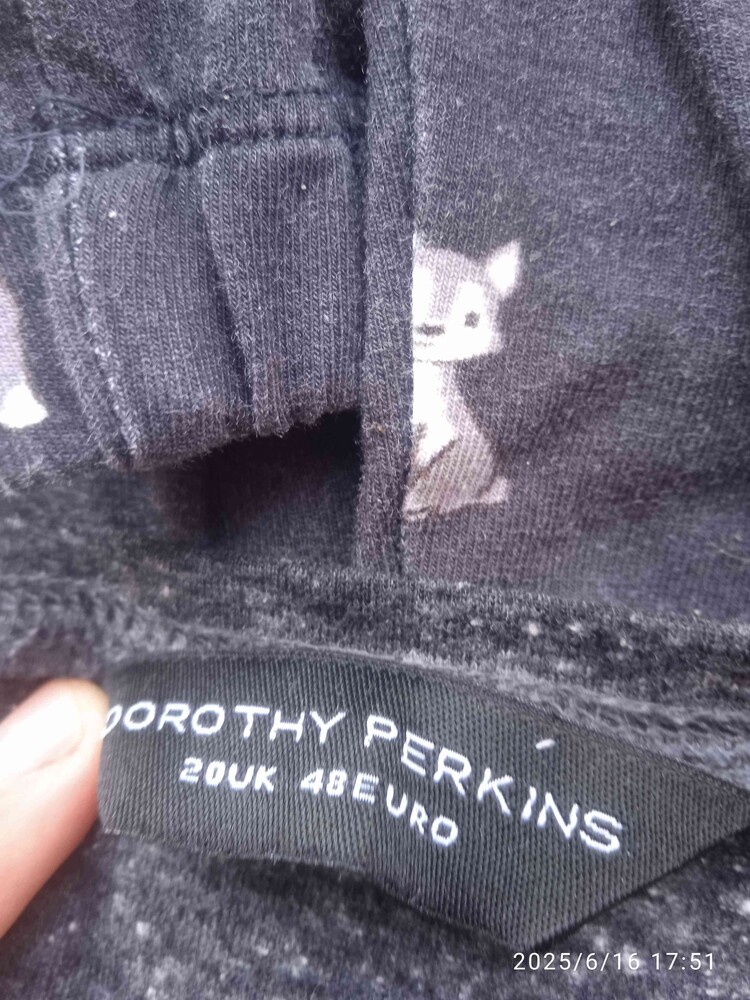 DOROTHY PERKINS
20UK 48EURO
2025/6/16 17:51